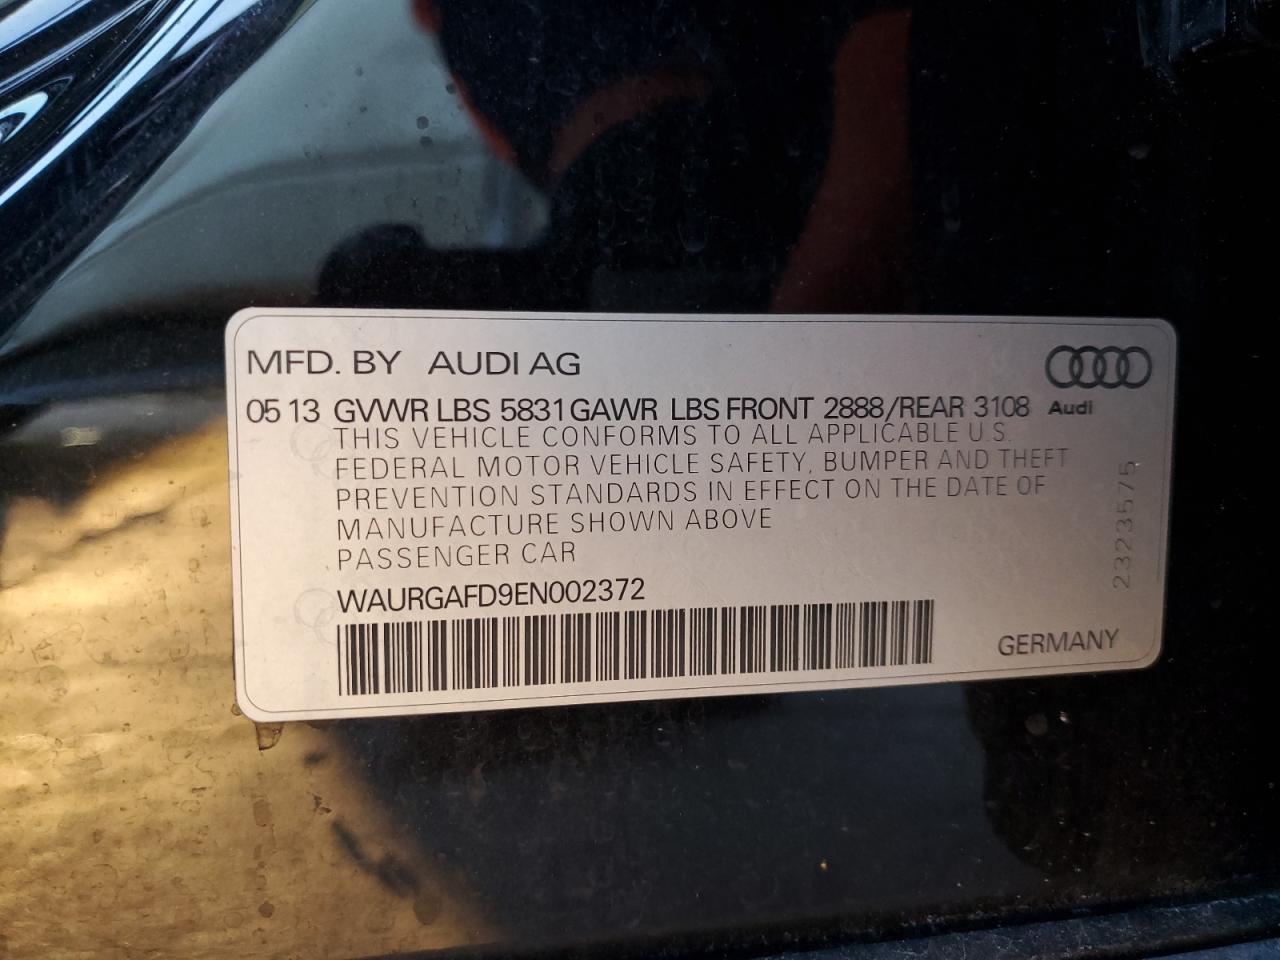 MFD. BY AUDI AG
05 13 GVWR LBS 5831 GAWR LBS FRONT 2888/REAR 3108
Audi
THIS VEHICLE CONFORMS TO ALL APPLICABLE U.S.
FEDERAL MOTOR VEHICLE SAFETY, BUMPER AND THEFT
PREVENTION STANDARDS IN EFFECT ON THE DATE OF
MANUFACTURE SHOWN ABOVE
PASSENGER CAR
WAURGAFD9EN002372
GERMANY
2323575